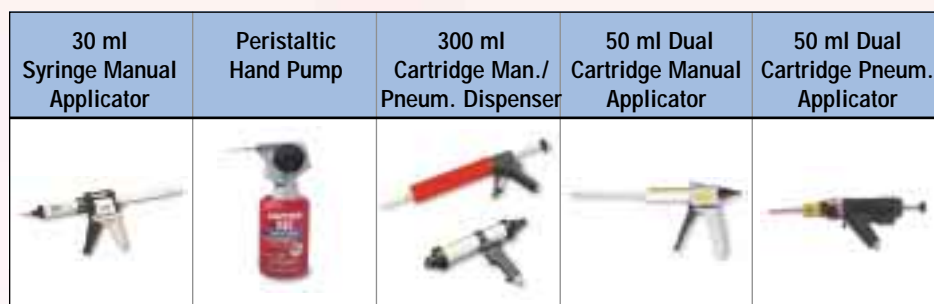 30 ml
Syringe Manual
Applicator
Peristaltic
Hand Pump
300 ml
Cartridge Man./
Pneum. Dispenser
50 ml Dual
Cartridge Manual
Applicator
50 ml Dual
Cartridge Pneum.
Applicator